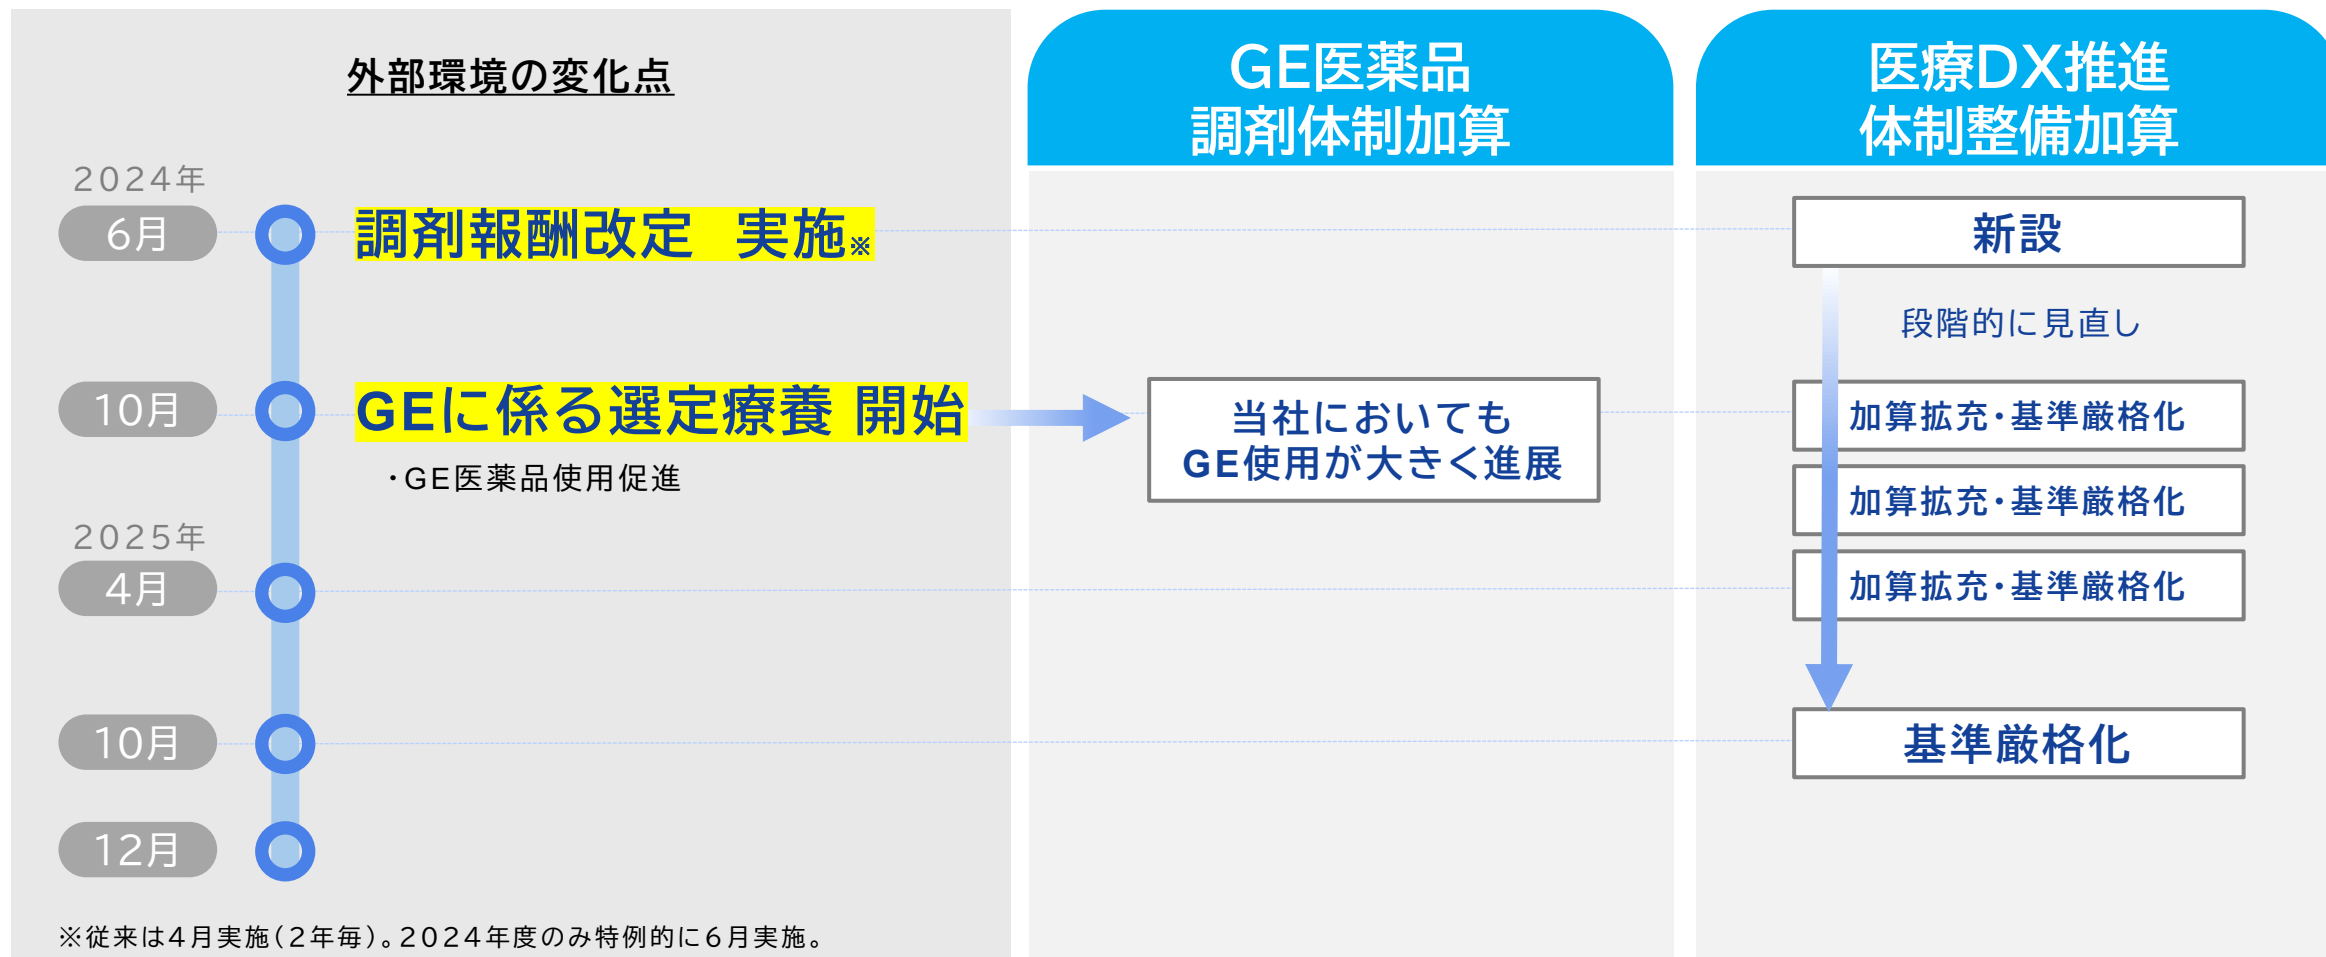 外部環境の変化点
GE医薬品
調剤体制加算
医療DX推進
体制整備加算
2024年
6月
調剤報酬改定　実施※
新設
段階的に見直し
10月
GEに係る選定療養 開始
・GE医薬品使用促進
当社においても
GE使用が大きく進展
加算拡充・基準厳格化
加算拡充・基準厳格化
2025年
4月
加算拡充・基準厳格化
10月
基準厳格化
12月
※従来は4月実施（2年毎）。2024年度のみ特例的に6月実施。